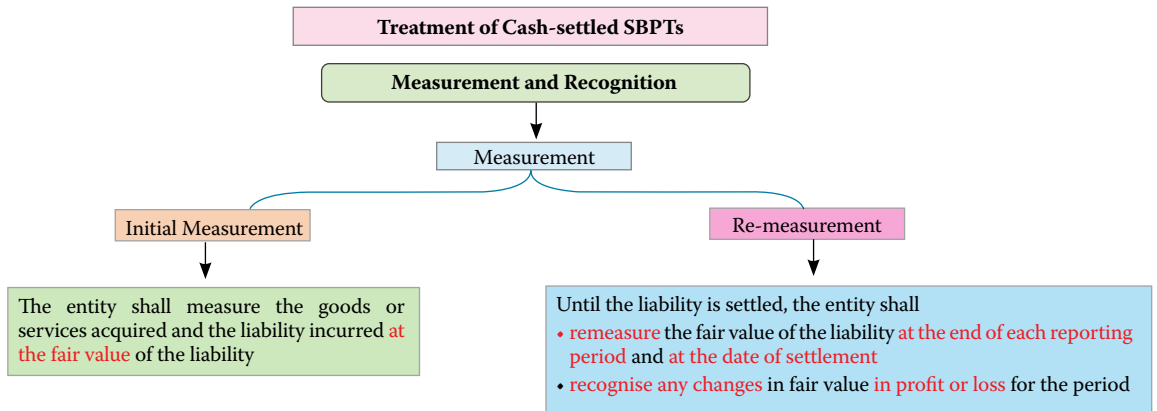 Treatment of Cash-settled SBPTs
Measurement and Recognition
Measurement
Initial Measurement
The entity shall measure the goods or
services acquired and the liability incurred at
the fair value of the liability
Re-measurement
Until the liability is settled, the entity shall
• remeasure the fair value of the liability at the end of each reporting
period and at the date of settlement
• recognise any changes in fair value in profit or loss for the period